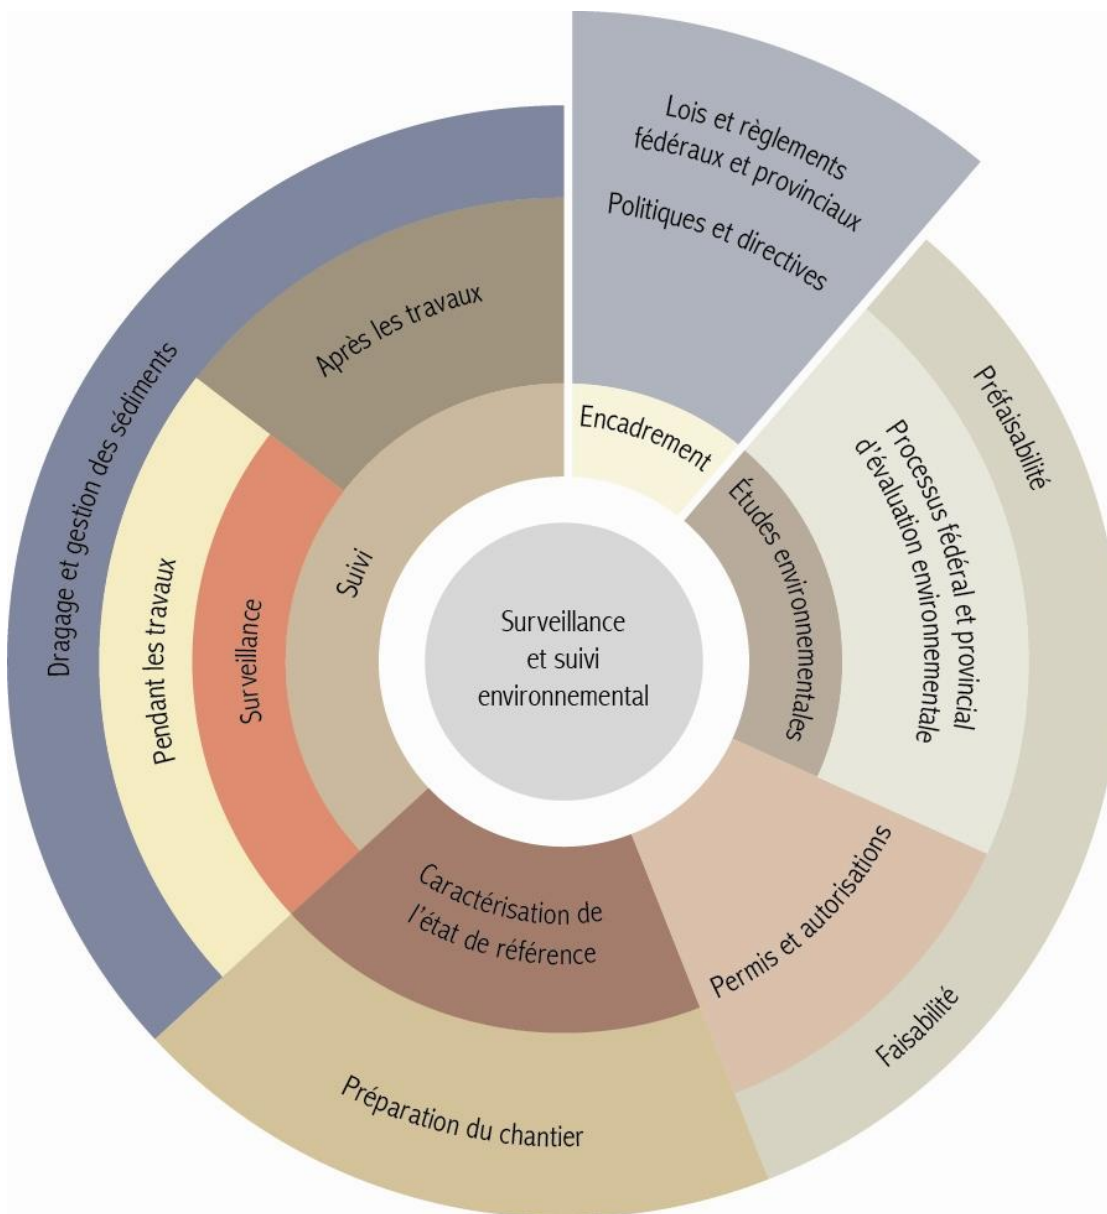 Lois et règlements
fédéraux et provinciaux
Politiques et directives
Encadrement
Préfaisabilité
Processus fédéral et provincial
d'évaluation environnementale
Études environnementales
Permis et autorisations
Faisabilité
Caractérisation de
l'état de référence
Préparation du chantier
Dragage et gestion des sédiments
Pendant les travaux
Surveillance
Suivi
Après les travaux
Surveillance
et suivi
environnemental